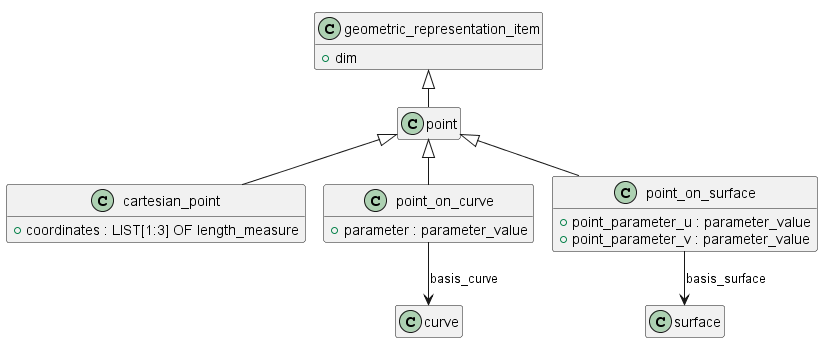 C geometric_representation_item
dim
C point
C cartesian_point
coordinates : LIST[1:3] OF length_measure
C point_on_curve
parameter : parameter_value
C point_on_surface
point_parameter_u : parameter_value
point_parameter_v : parameter_value
basis_curve
basis_surface
C curve
C surface